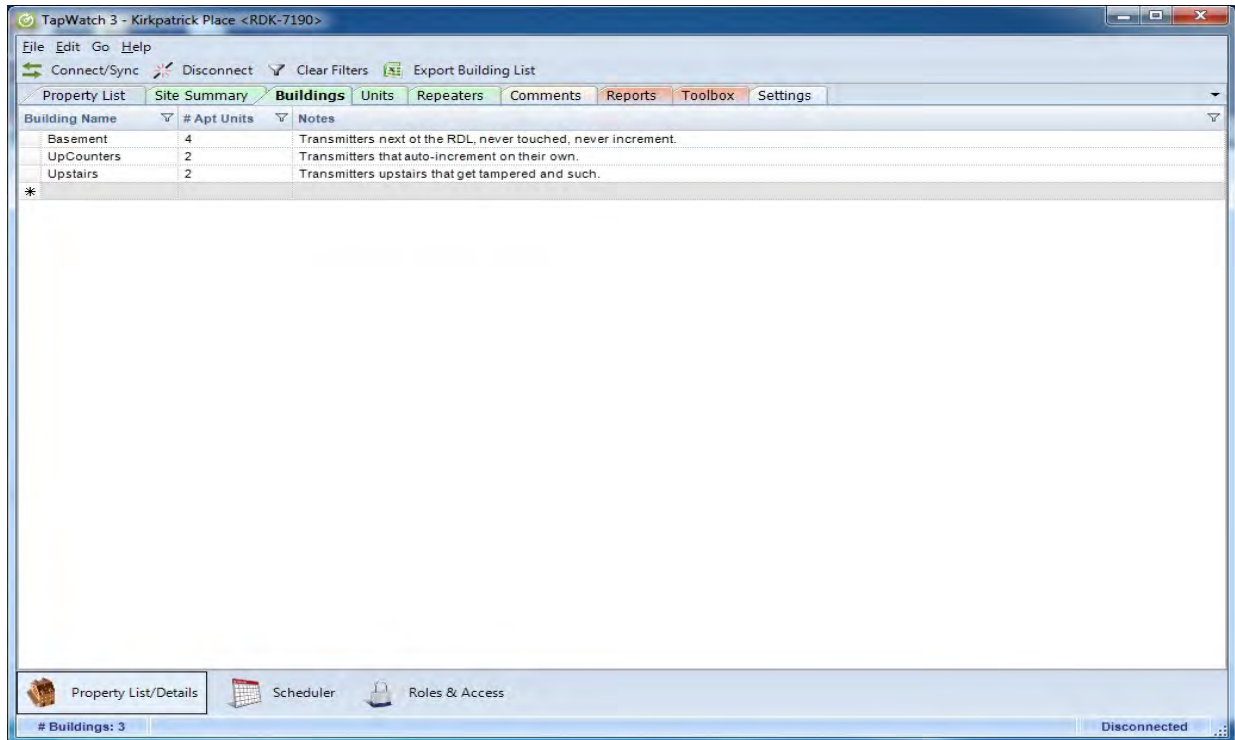 TapWatch 3 - Kirkpatrick Place <RDK-7190>
File Edit Go Help
Connect/Sync Disconnect Clear Filters Export Building List
Property List Site Summary Buildings Units Repeaters Comments Reports Toolbox Settings
Building Name # Apt Units Notes
Basement 4 Transmitters next ot the RDL, never touched, never increment.
UpCounters 2 Transmitters that auto-increment on their own.
Upstairs 2 Transmitters upstairs that get tampered and such.
*
Property List/Details Scheduler Roles & Access
# Buildings: 3 Disconnected